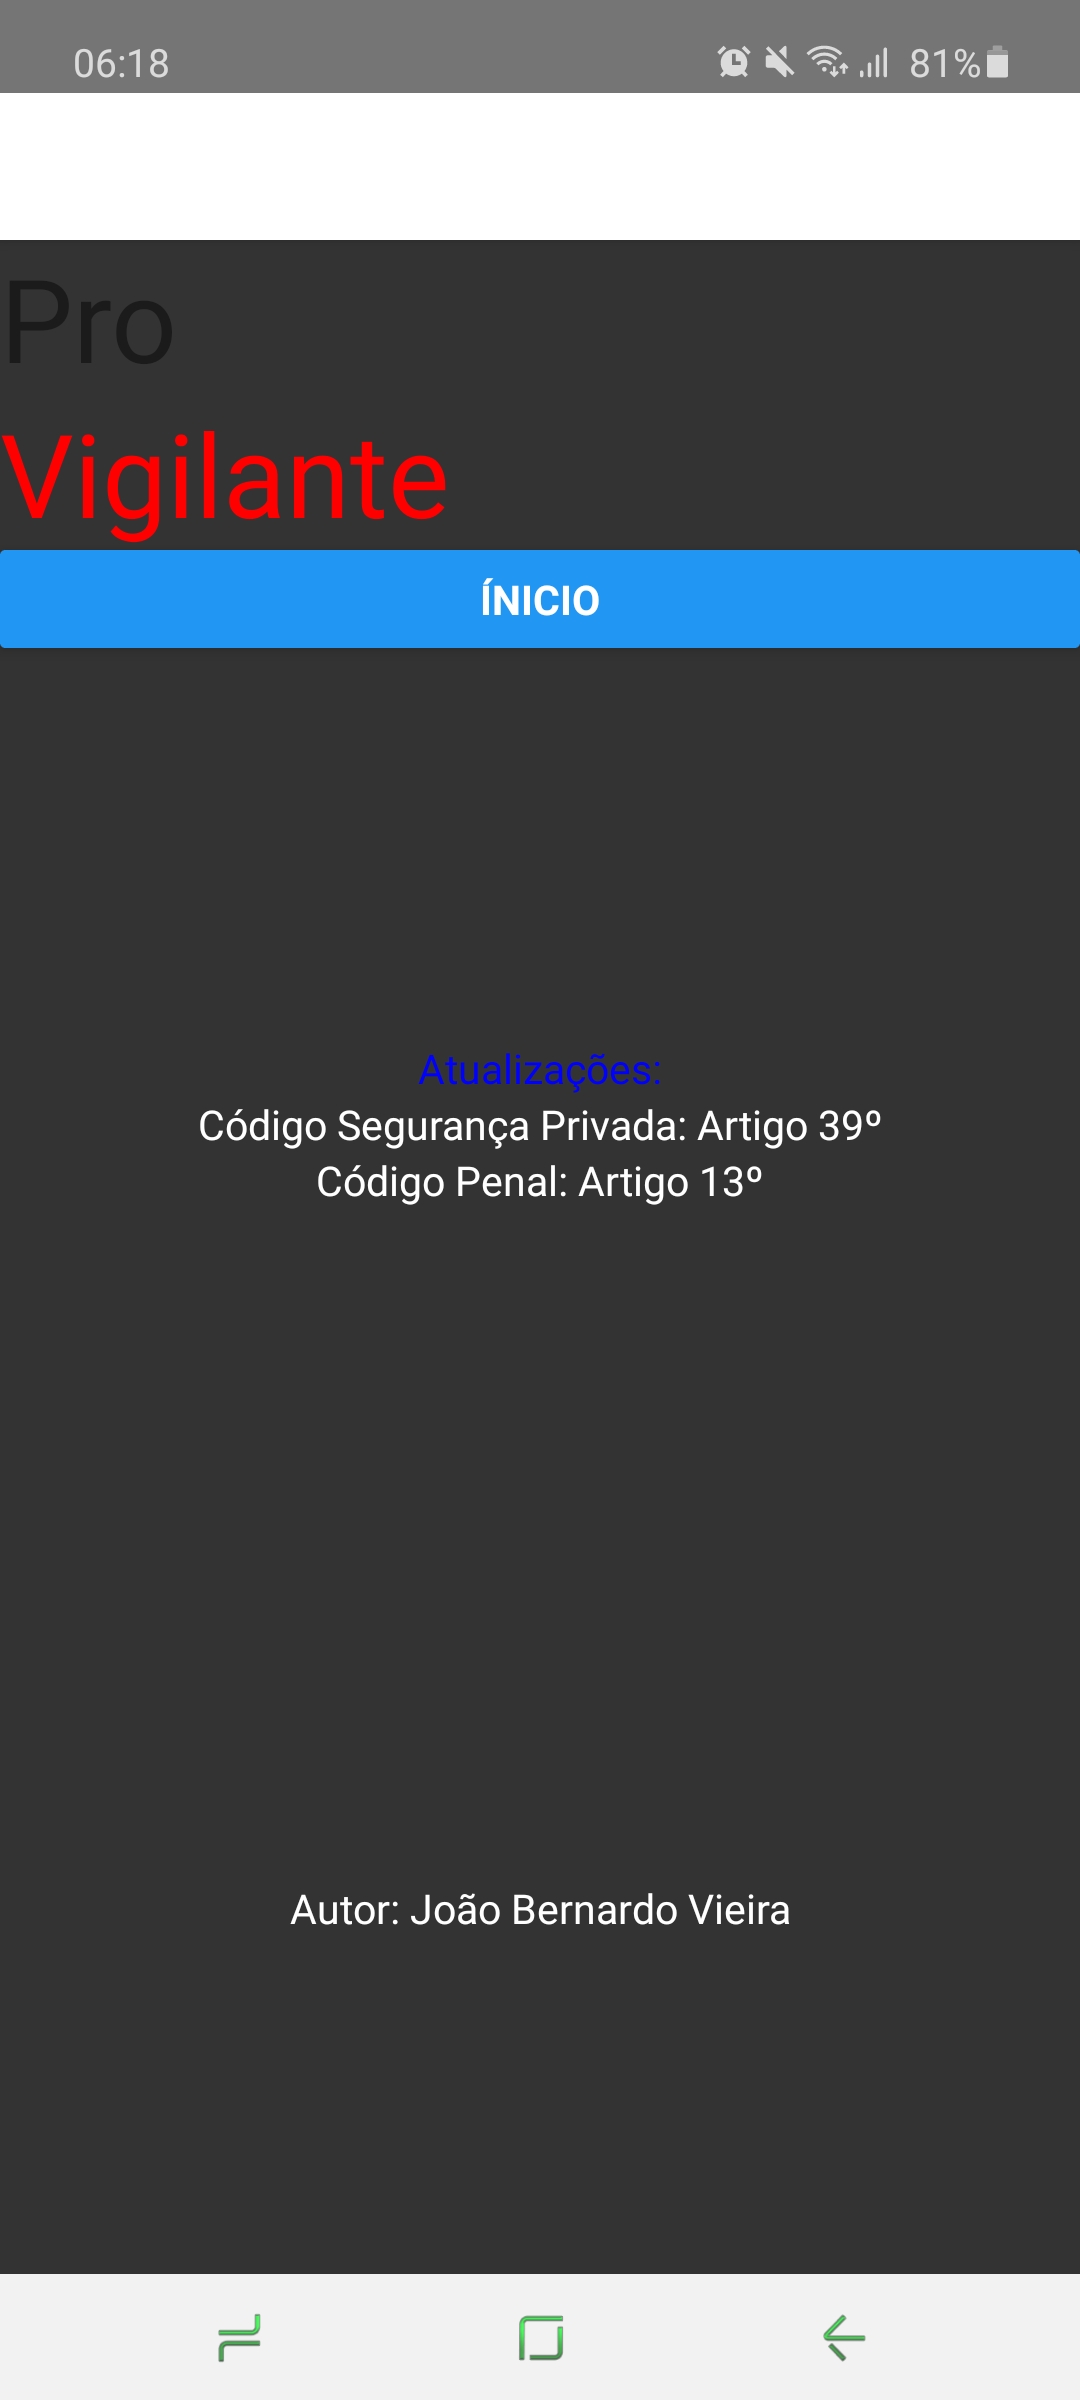 06:18 81%
Pro
Vigilante
ÍNICIO
Atualizações:
Código Segurança Privada: Artigo 39º
Código Penal: Artigo 13º
Autor: João Bernardo Vieira